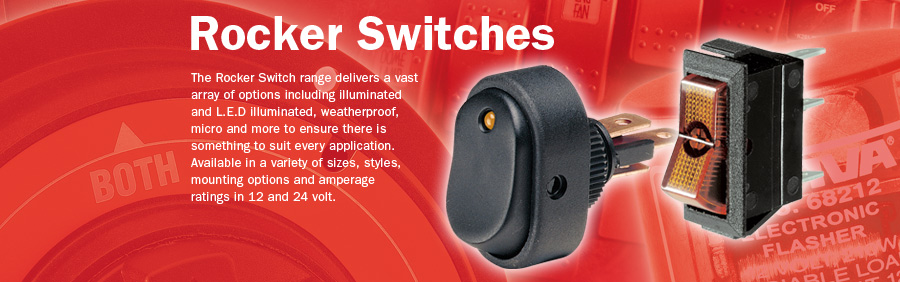 Rocker Switches
The Rocker Switch range delivers a vast
array of options including illuminated
and L.E.D illuminated, weatherproof,
micro and more to ensure there is
something to suit every application.
Available in a variety of sizes, styles,
mounting options and amperage
ratings in 12 and 24 volt.
BOTH
OFF
FAN
68212
ELECTRONIC
FLASHER